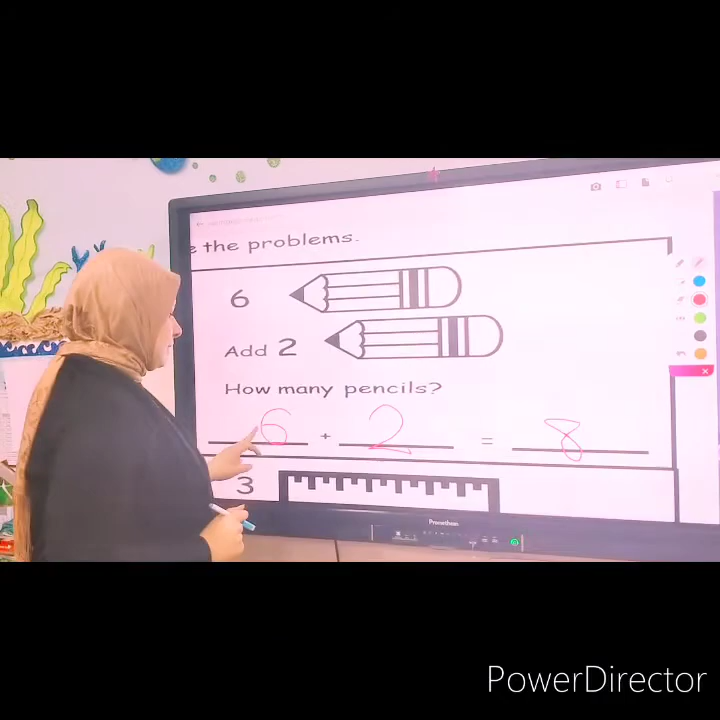 the problems.
6
Add 2
How many pencils?
6 + 2 = 8
3
Promethean
PowerDirector